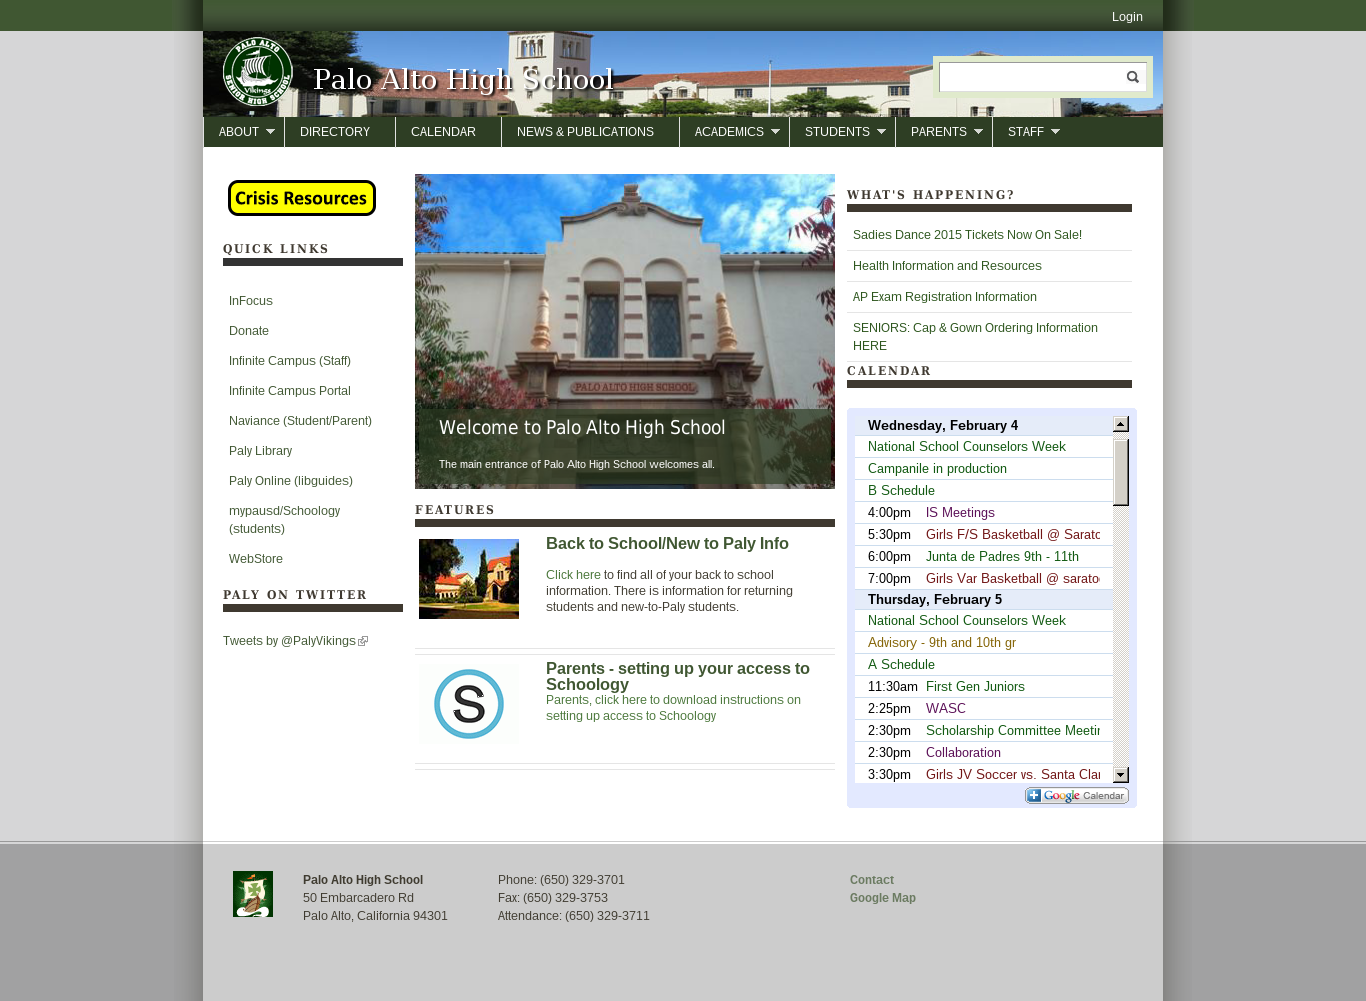 Login
PALO ALTO
Vikings
SENIOR HIGH SCHOOL
Palo Alto High School
ABOUT
DIRECTORY
CALENDAR
NEWS & PUBLICATIONS
ACADEMICS
STUDENTS
PARENTS
STAFF
Crisis Resources
QUICK LINKS
InFocus
Donate
Infinite Campus (Staff)
Infinite Campus Portal
Naviance (Student/Parent)
Paly Library
Paly Online (libguides)
mypausd/Schoology
(students)
WebStore
PALY ON TWITTER
Tweets by @PalyVikings
PALO ALTO HIGH SCHOOL
Welcome to Palo Alto High School
The main entrance of Palo Alto High School welcomes all.
FEATURES
Back to School/New to Paly Info
Click here to find all of your back to school
information. There is information for returning
students and new-to-Paly students.
S
Parents - setting up your access to
Schoology
Parents, click here to download instructions on
setting up access to Schoology
WHAT'S HAPPENING?
Sadies Dance 2015 Tickets Now On Sale!
Health Information and Resources
AP Exam Registration Information
SENIORS: Cap & Gown Ordering Information
HERE
CALENDAR
Wednesday, February 4
National School Counselors Week
Campanile in production
B Schedule
4:00pm IS Meetings
5:30pm Girls F/S Basketball @ Sarato
6:00pm Junta de Padres 9th - 11th
7:00pm Girls Var Basketball @ sarato
Thursday, February 5
National School Counselors Week
Advisory - 9th and 10th gr
A Schedule
11:30am First Gen Juniors
2:25pm WASC
2:30pm Scholarship Committee Meetin
2:30pm Collaboration
3:30pm Girls JV Soccer vs. Santa Clar
Google Calendar
Palo Alto High School
50 Embarcadero Rd
Palo Alto, California 94301
Phone: (650) 329-3701
Fax: (650) 329-3753
Attendance: (650) 329-3711
Contact
Google Map